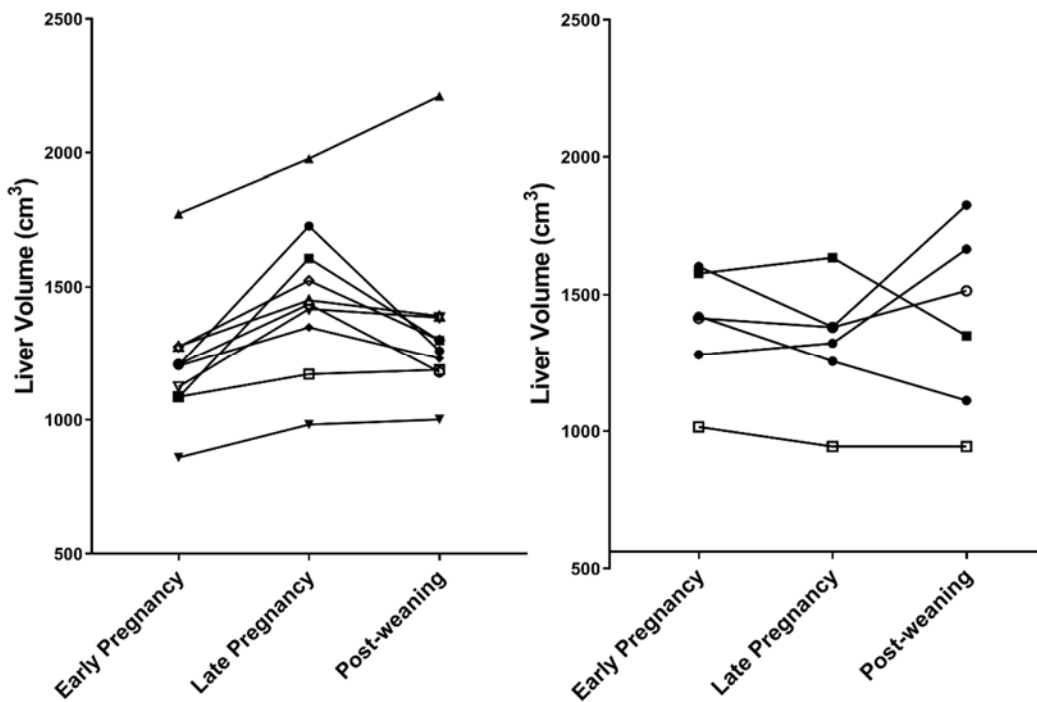 2500
2000
1500
1000
500
Liver Volume (cm³)
Early Pregnancy
Late Pregnancy
Post-weaning
2500
2000
1500
1000
500
Liver Volume (cm³)
Early Pregnancy
Late Pregnancy
Post-weaning